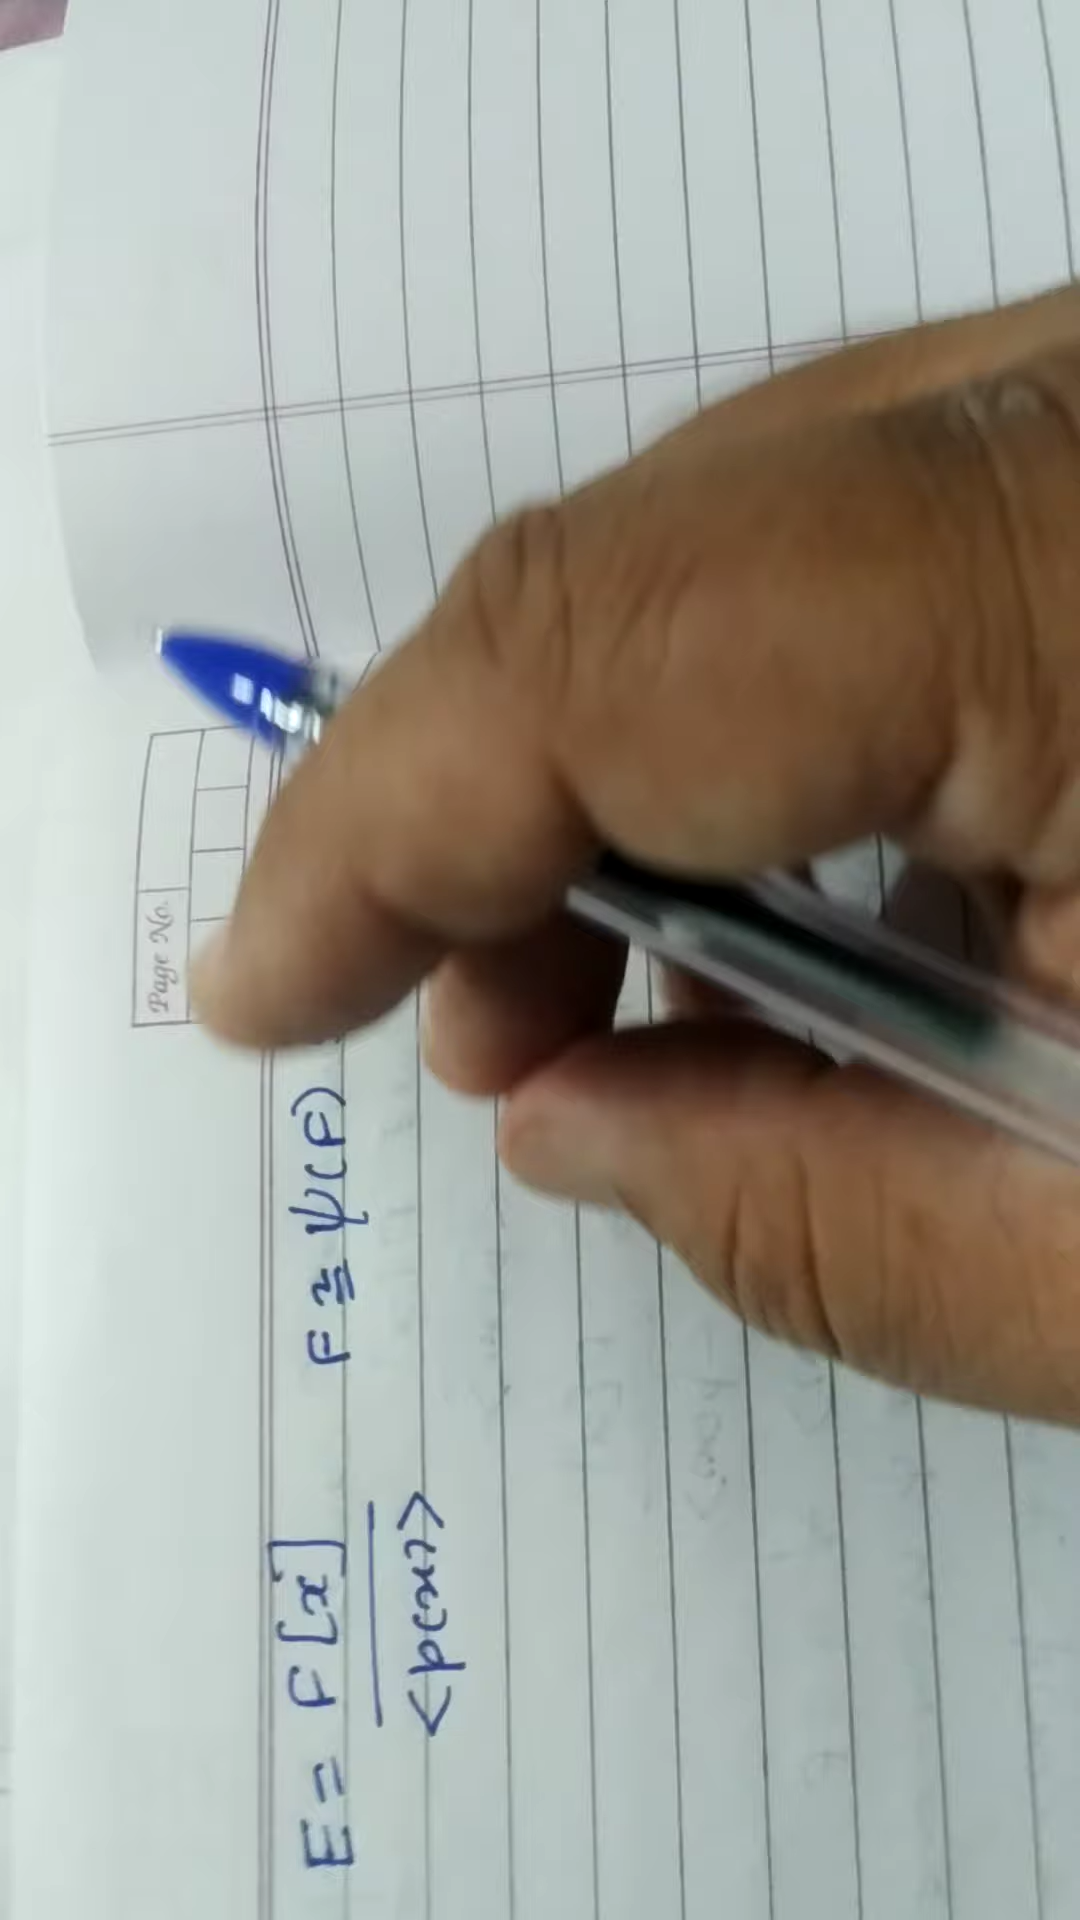 Page No.
E = F[x] F ≅ ψ(F)
<p(x)>